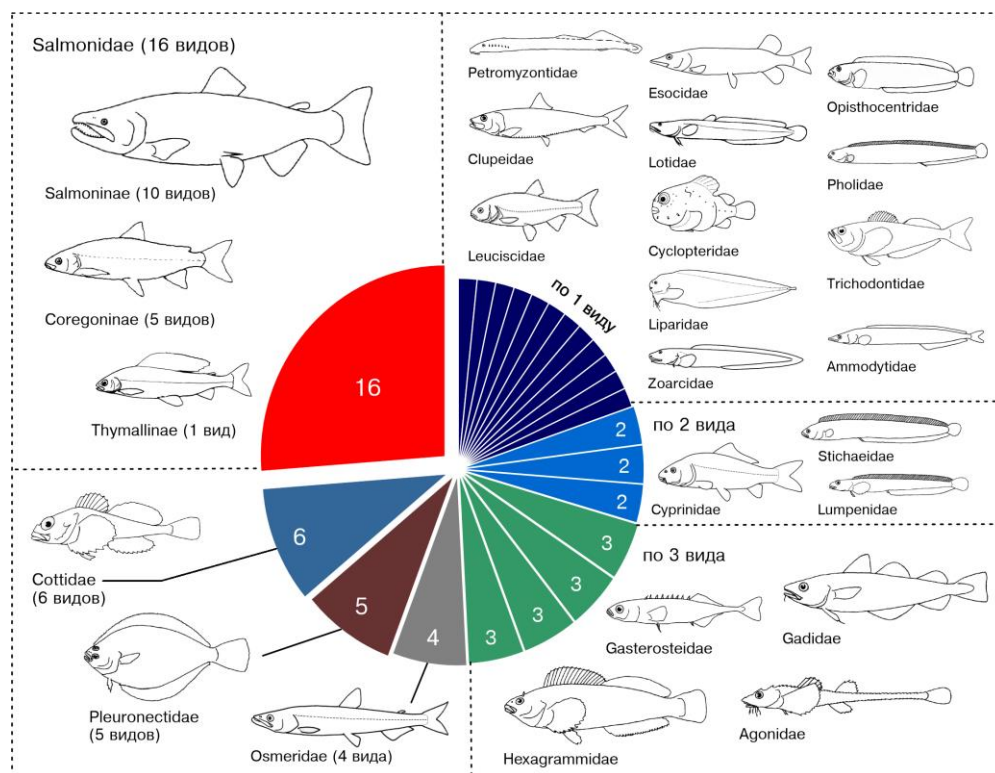 Salmonidae (16 видов)
Salmoninae (10 видов)
Coregoninae (5 видов)
Thymallinae (1 вид)
Petromyzontidae
Esocidae
Opisthocentridae
Clupeidae
Lotidae
Pholidae
Leuciscidae
Cyclopteridae
Trichodontidae
Liparidae
Zoarcidae
Ammodytidae
по 1 виду
16
2
2
2
по 2 вида
Stichaeidae
Cyprinidae
Lumpenidae
3
3
3
3
по 3 вида
Gasterosteidae
Gadidae
Hexagrammidae
Agonidae
6
5
4
Cottidae
(6 видов)
Pleuronectidae
(5 видов)
Osmeridae (4 вида)